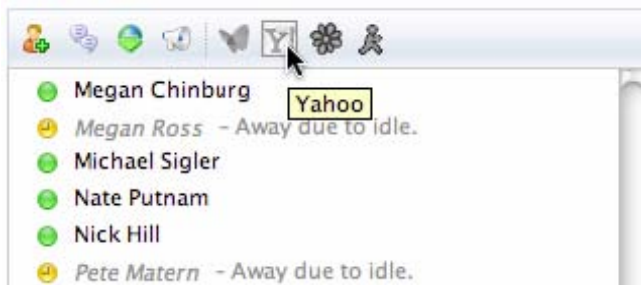 Y!
Megan Chinburg
Yahoo
Megan Ross - Away due to idle.
Michael Sigler
Nate Putnam
Nick Hill
Pete Matern - Away due to idle.